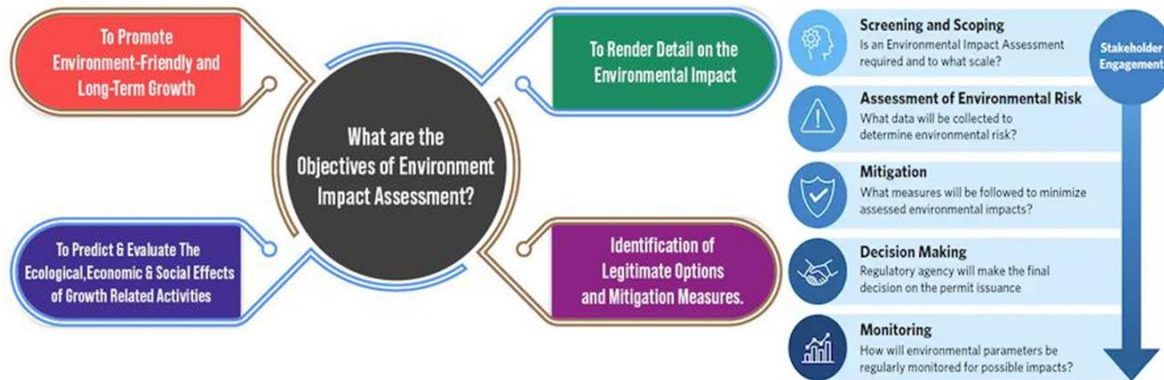 To Promote
Environment-Friendly and
Long-Term Growth
To Render Detail on the
Environmental Impact
What are the
Objectives of Environment
Impact Assessment?
To Predict & Evaluate The
Ecological,Economic & Social Effects
of Growth Related Activities
Identification of
Legitimate Options
and Mitigation Measures.
Screening and Scoping
Is an Environmental Impact Assessment
required and to what scale?
Assessment of Environmental Risk
What data will be collected to
determine environmental risk?
Mitigation
What measures will be followed to minimize
assessed environmental impacts?
Decision Making
Regulatory agency will make the final
decision on the permit issuance
Monitoring
How will environmental parameters be
regularly monitored for possible impacts?
Stakeholder
Engagement